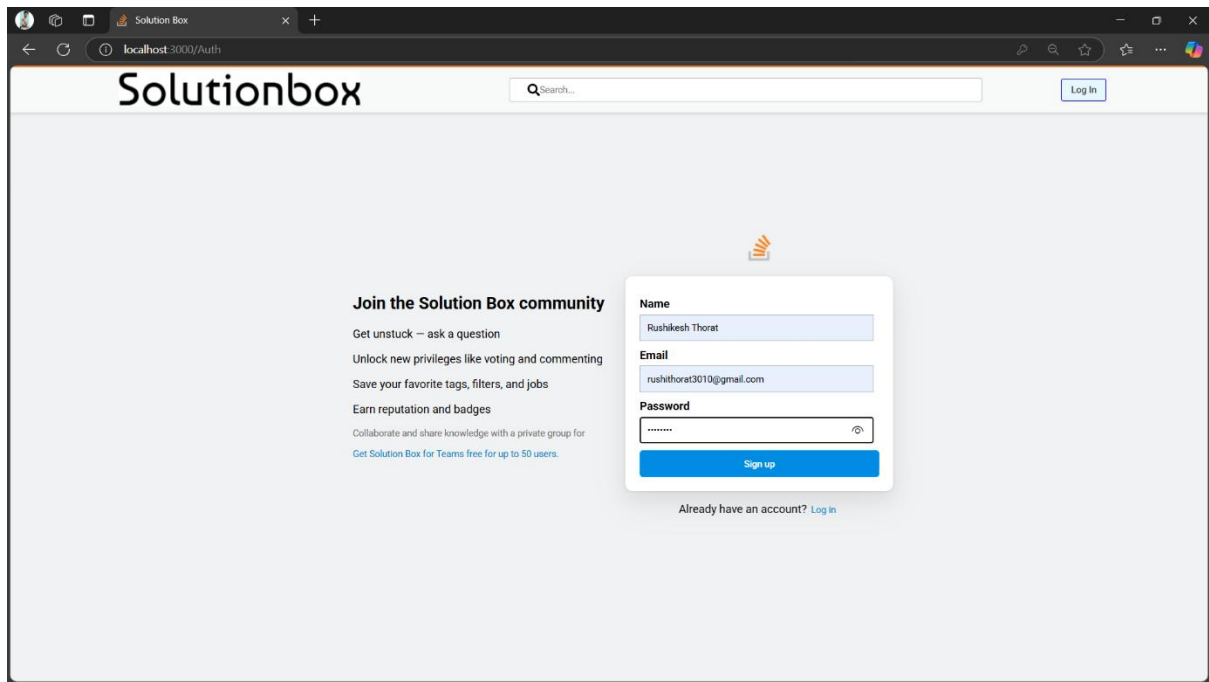 Solution Box
localhost:3000/Auth
Solutionbox
Search...
Log In
Join the Solution Box community
Get unstuck — ask a question
Unlock new privileges like voting and commenting
Save your favorite tags, filters, and jobs
Earn reputation and badges
Collaborate and share knowledge with a private group for
Get Solution Box for Teams free for up to 50 users.
Name
Rushikesh Thorat
Email
rushithorat3010@gmail.com
Password
········
Sign up
Already have an account? Log in